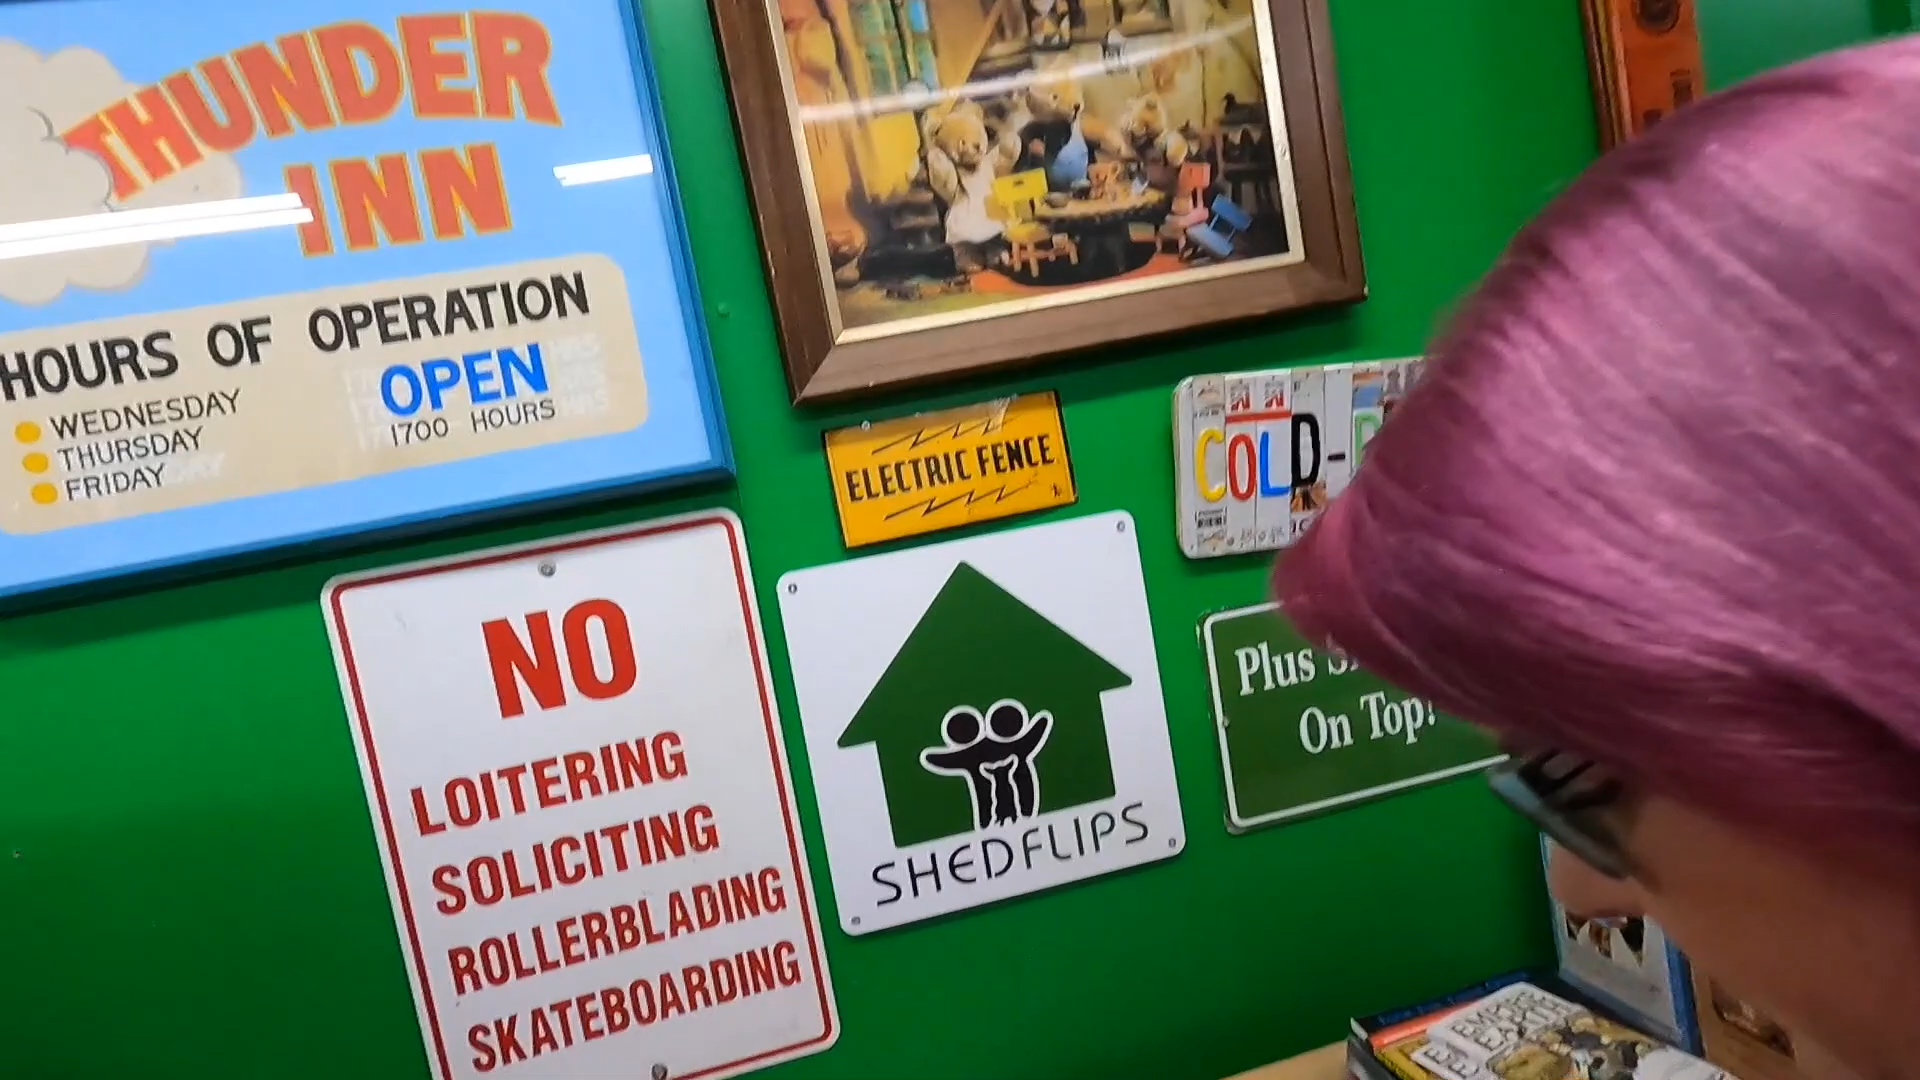 THUNDER
INN
HOURS OF OPERATION
OPEN
WEDNESDAY
THURSDAY
FRIDAY
1700 HOURS
ELECTRIC FENCE
COLD-
NO
LOITERING
SOLICITING
ROLLERBLADING
SKATEBOARDING
SHEDFLIPS
Plus
On Top!
EMPIRE